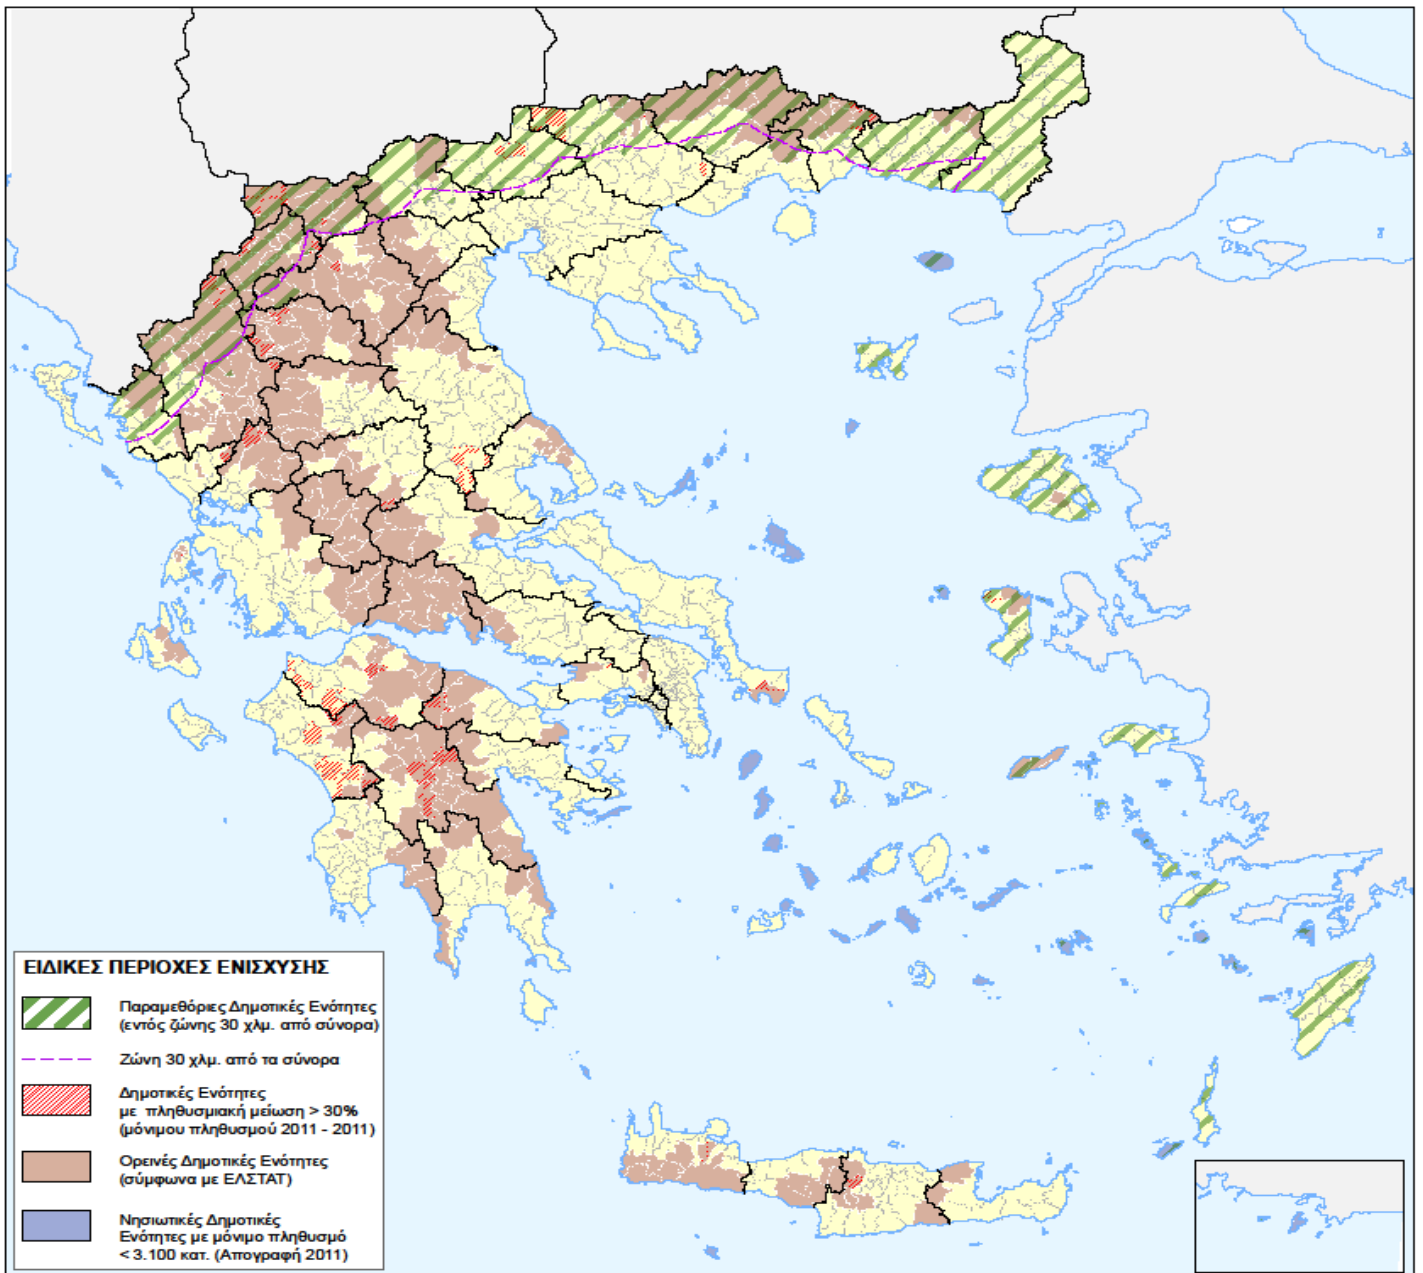 ΕΙΔΙΚΕΣ ΠΕΡΙΟΧΕΣ ΕΝΙΣΧΥΣΗΣ
Παραμεθόριες Δημοτικές Ενότητες
(εντός ζώνης 30 χλμ. από σύνορα)
Ζώνη 30 χλμ. από τα σύνορα
Δημοτικές Ενότητες
με πληθυσμιακή μείωση > 30%
(μόνιμου πληθυσμού 2011 - 2011)
Ορεινές Δημοτικές Ενότητες
(σύμφωνα με ΕΛΣΤΑΤ)
Νησιωτικές Δημοτικές
Ενότητες με μόνιμο πληθυσμό
< 3.100 κατ. (Απογραφή 2011)